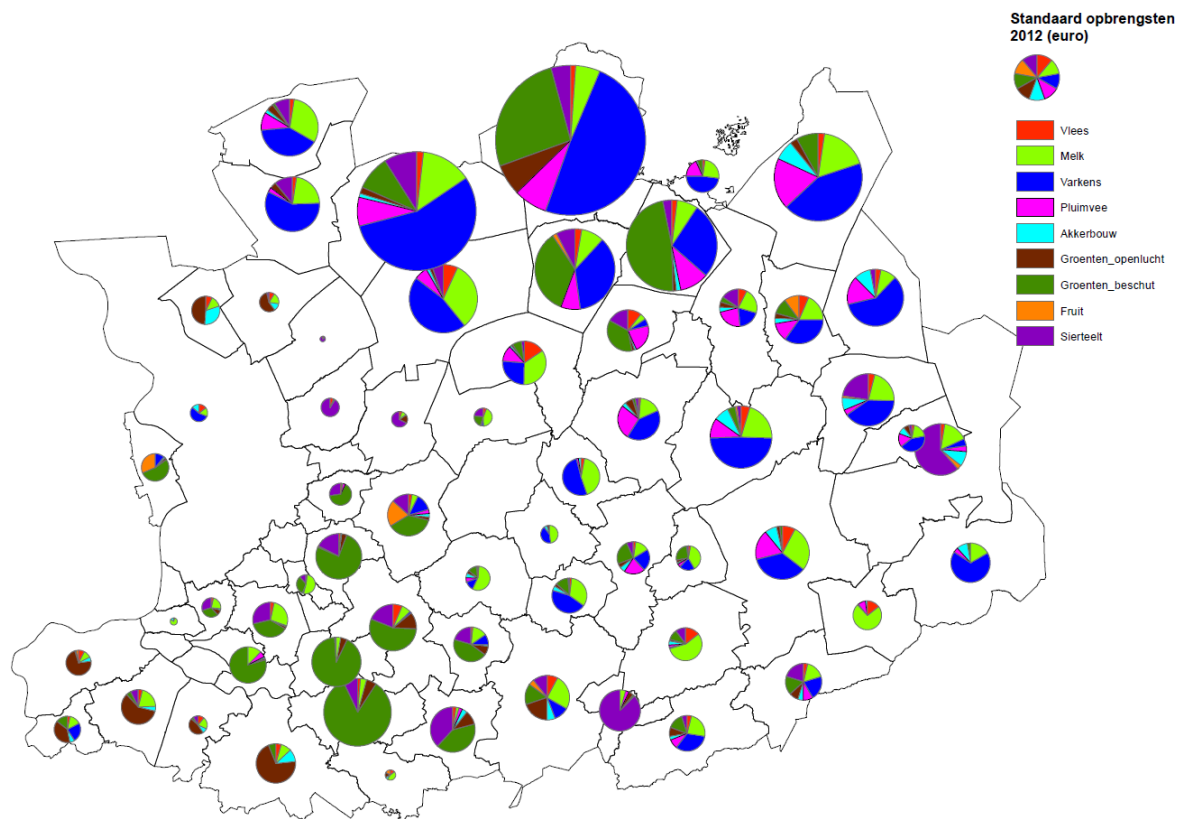 Standaard opbrengsten
2012 (euro)
Vlees
Melk
Varkens
Pluimvee
Akkerbouw
Groenten_openlucht
Groenten_beschut
Fruit
Sierteelt